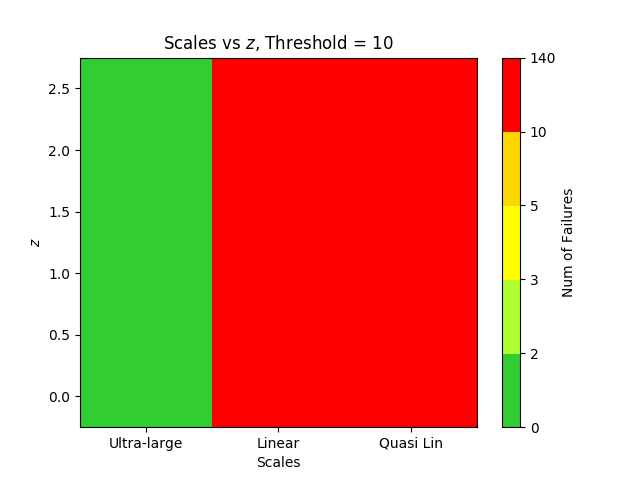 Scales vs z, Threshold = 10
2.5
2.0
1.5
1.0
0.5
0.0
z
Ultra-large
Linear
Quasi Lin
Scales
140
10
5
3
2
0
Num of Failures